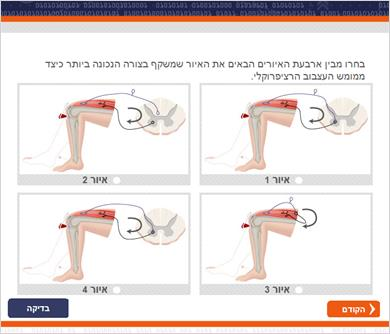 בחרו מבין ארבעת האיורים הבאים את האיור שמשקף בצורה הנכונה ביותר כיצד
ממומש העצבוב הרציפרוקלי.
איור 1
איור 2
איור 3
איור 4
הקודם
בדיקה